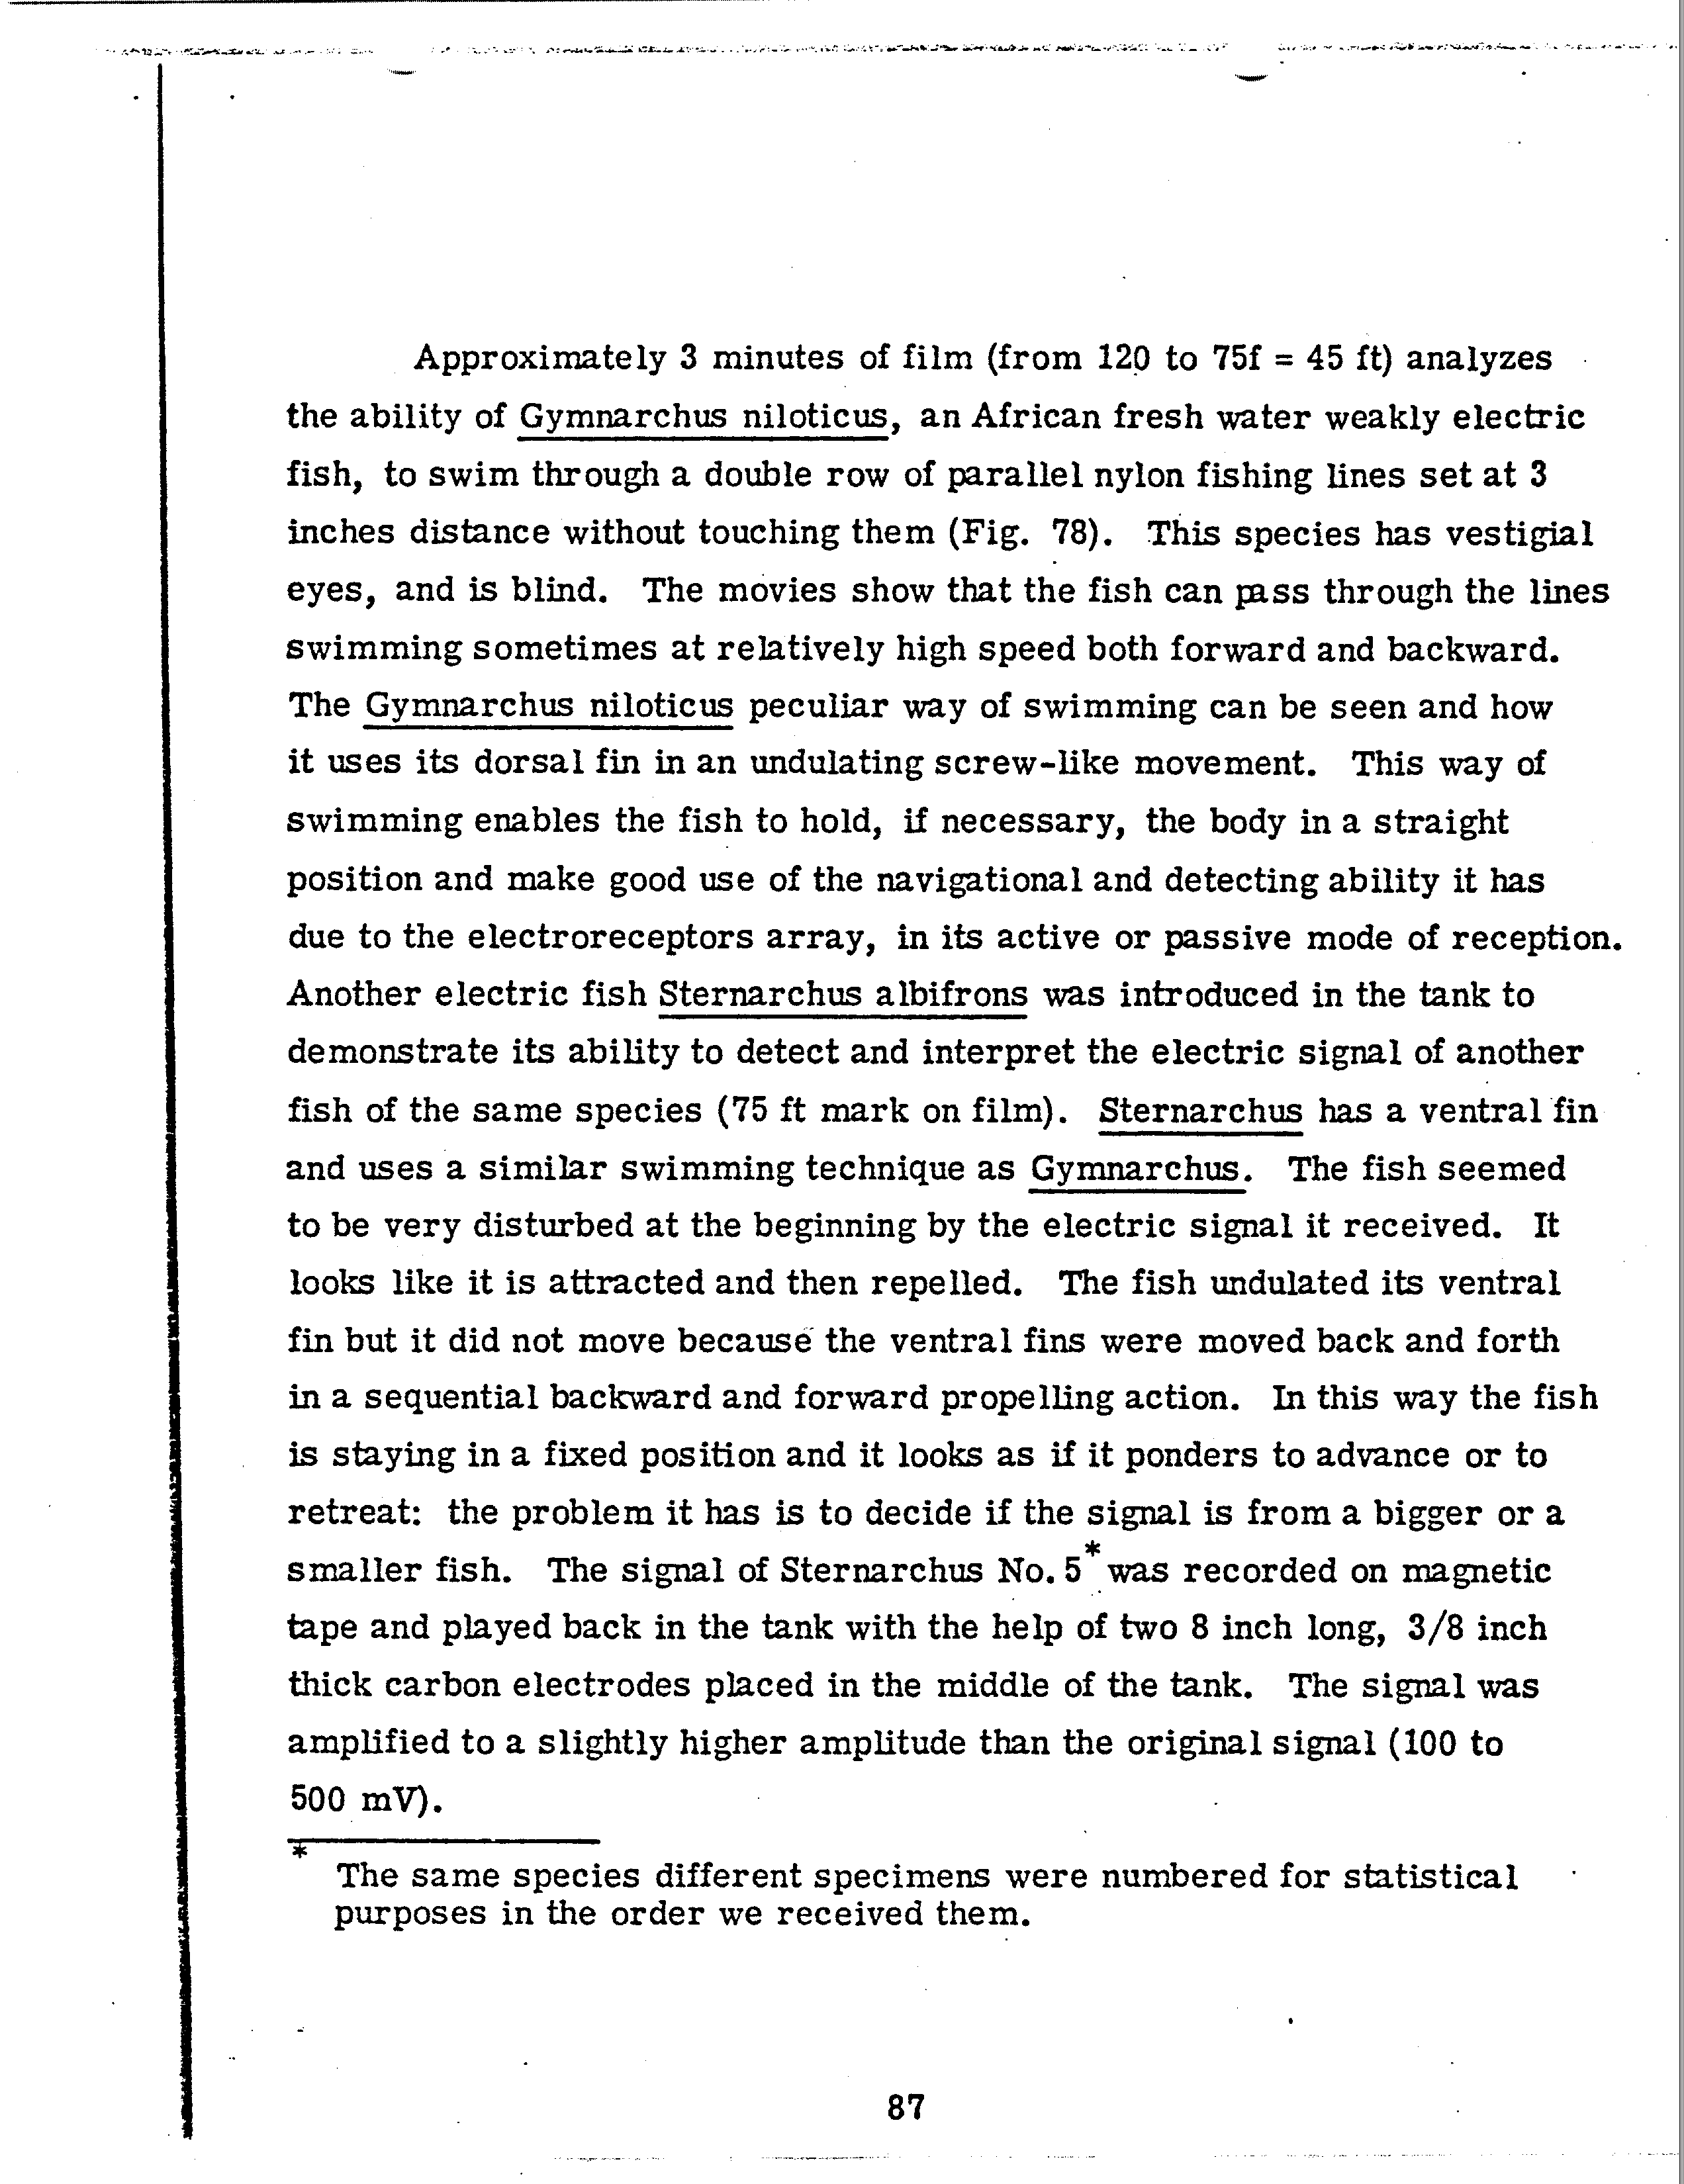 Approximately 3 minutes of film (from 120 to 75f = 45 ft) analyzes
the ability of Gymnarchus niloticus, an African fresh water weakly electric
fish, to swim through a double row of parallel nylon fishing lines set at 3
inches distance without touching them (Fig. 78). This species has vestigial
eyes, and is blind. The movies show that the fish can pass through the lines
swimming sometimes at relatively high speed both forward and backward.
The Gymnarchus niloticus peculiar way of swimming can be seen and how
it uses its dorsal fin in an undulating screw-like movement. This way of
swimming enables the fish to hold, if necessary, the body in a straight
position and make good use of the navigational and detecting ability it has
due to the electroreceptors array, in its active or passive mode of reception.
Another electric fish Sternarchus albifrons was introduced in the tank to
demonstrate its ability to detect and interpret the electric signal of another
fish of the same species (75 ft mark on film). Sternarchus has a ventral fin
and uses a similar swimming technique as Gymnarchus. The fish seemed
to be very disturbed at the beginning by the electric signal it received. It
looks like it is attracted and then repelled. The fish undulated its ventral
fin but it did not move because the ventral fins were moved back and forth
in a sequential backward and forward propelling action. In this way the fish
is staying in a fixed position and it looks as if it ponders to advance or to
retreat: the problem it has is to decide if the signal is from a bigger or a
smaller fish. The signal of Sternarchus No. 5* was recorded on magnetic
tape and played back in the tank with the help of two 8 inch long, 3/8 inch
thick carbon electrodes placed in the middle of the tank. The signal was
amplified to a slightly higher amplitude than the original signal (100 to
500 mV).
* The same species different specimens were numbered for statistical
purposes in the order we received them.
87